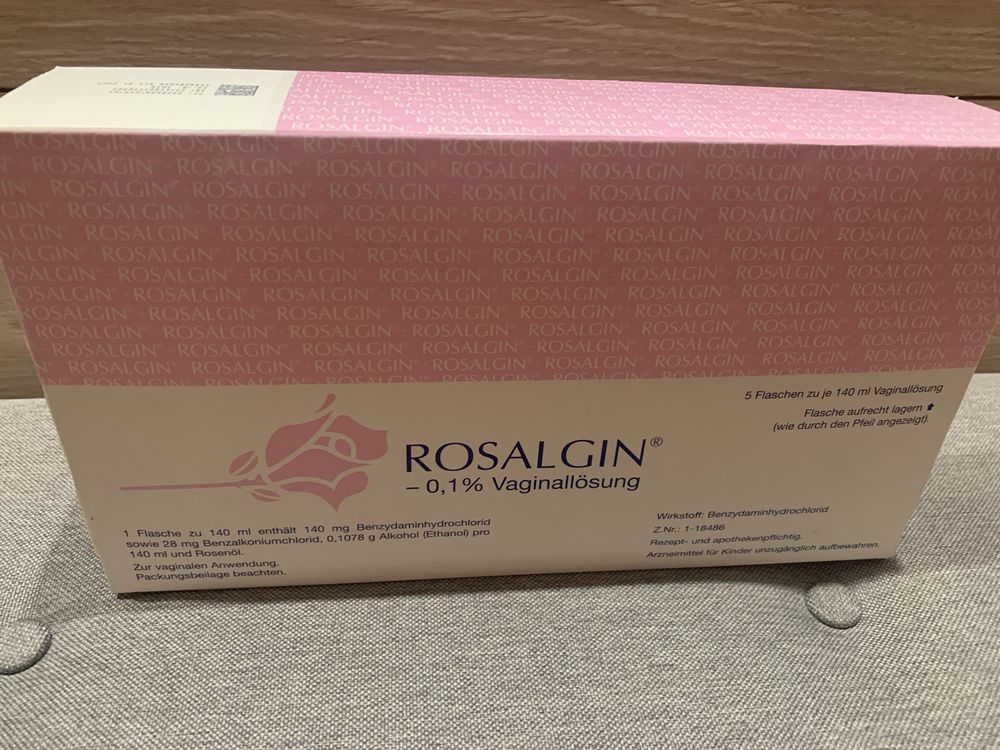 ROSALGIN®
– 0,1% Vaginallösung
5 Flaschen zu je 140 ml Vaginallösung
Flasche aufrecht lagern ⬆
(wie durch den Pfeil angezeigt).
1 Flasche zu 140 ml enthält 140 mg Benzydaminhydrochlorid
sowie 28 mg Benzalkoniumchlorid, 0,1078 g Alkohol (Ethanol) pro
140 ml und Rosenöl.
Zur vaginalen Anwendung.
Packungsbeilage beachten.
Wirkstoff: Benzydaminhydrochlorid
Z.Nr.: 1-18486
Rezept- und apothekenpflichtig.
Arzneimittel für Kinder unzugänglich aufbewahren.